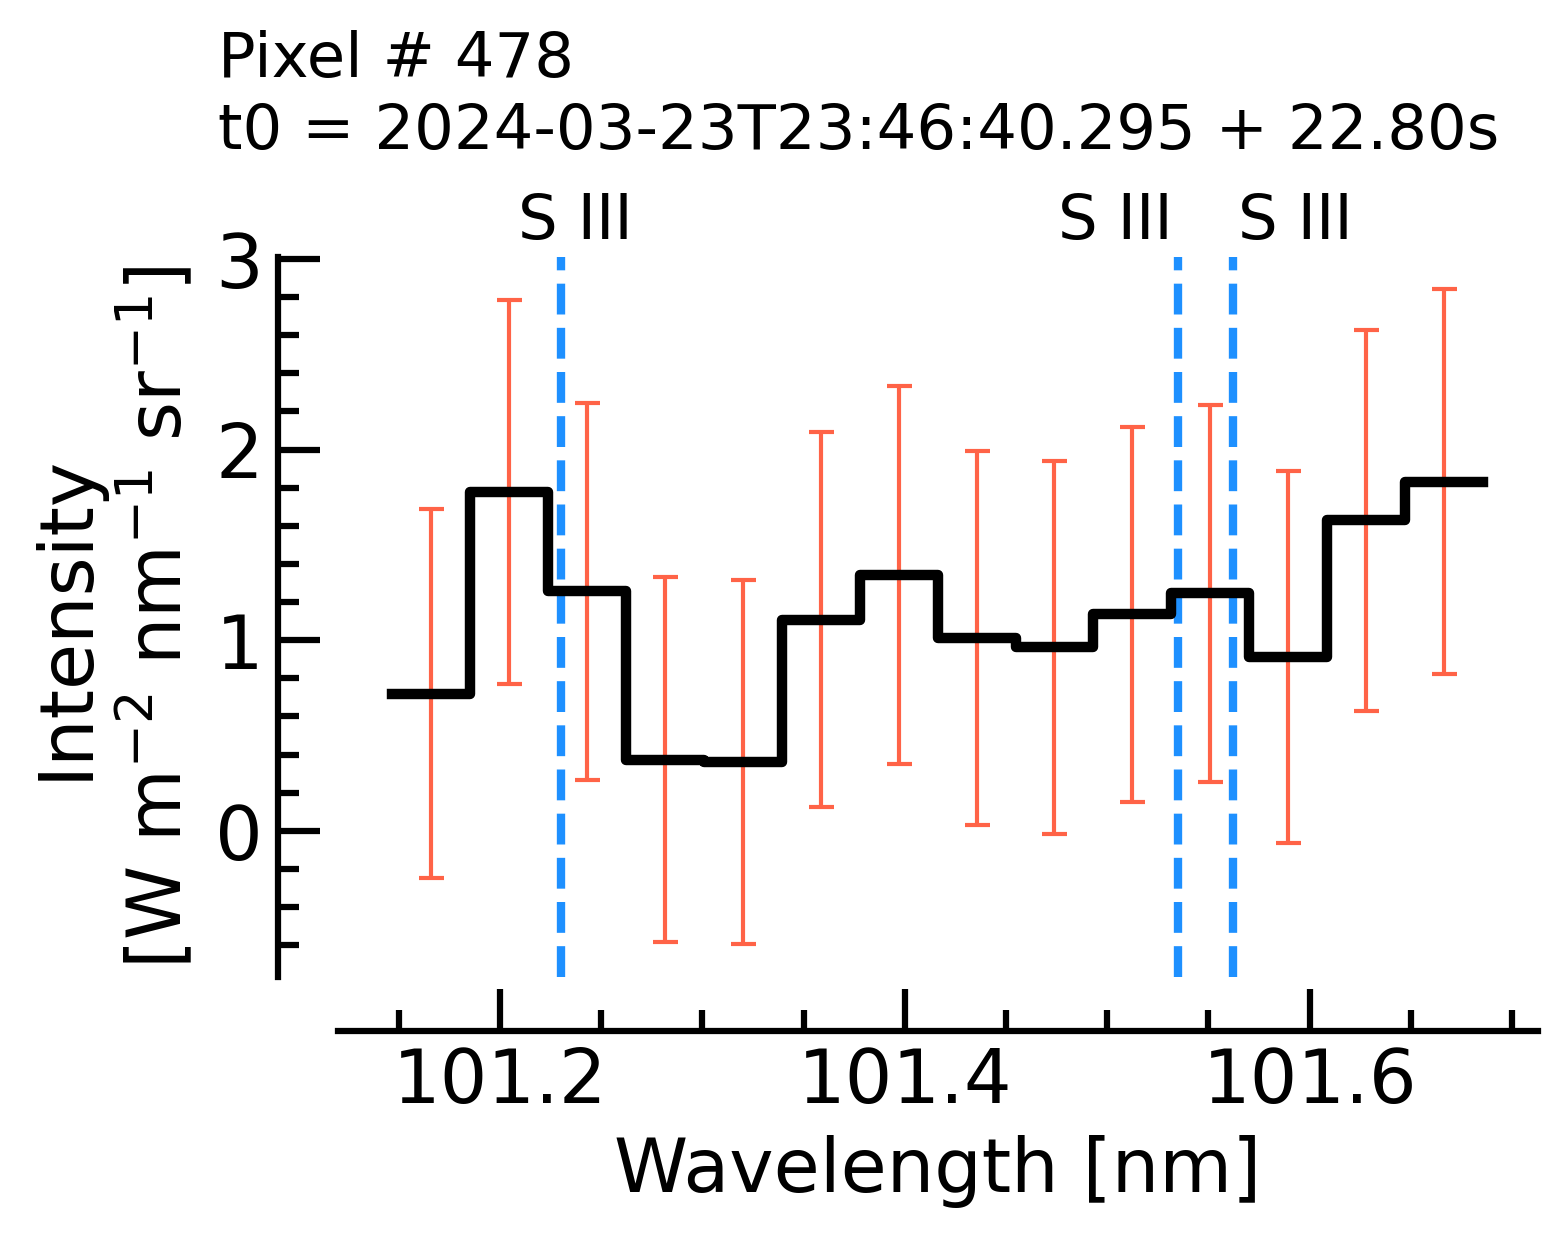 Pixel # 478
t0 = 2024-03-23T23:46:40.295 + 22.80s
S III S III S III
Intensity
[W m⁻² nm⁻¹ sr⁻¹]
3
2
1
0
101.2 101.4 101.6
Wavelength [nm]